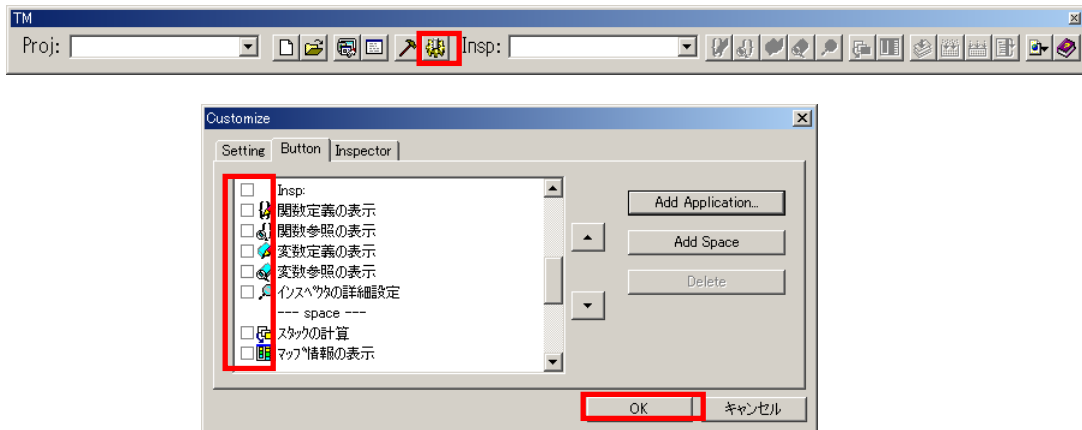 TM
Proj:
Insp:
Customize
Setting Button Inspector
Insp:
関数定義の表示
関数参照の表示
変数定義の表示
変数参照の表示
インスペクタの詳細設定
--- space ---
スタックの計算
マップ情報の表示
Add Application...
Add Space
Delete
OK
キャンセル